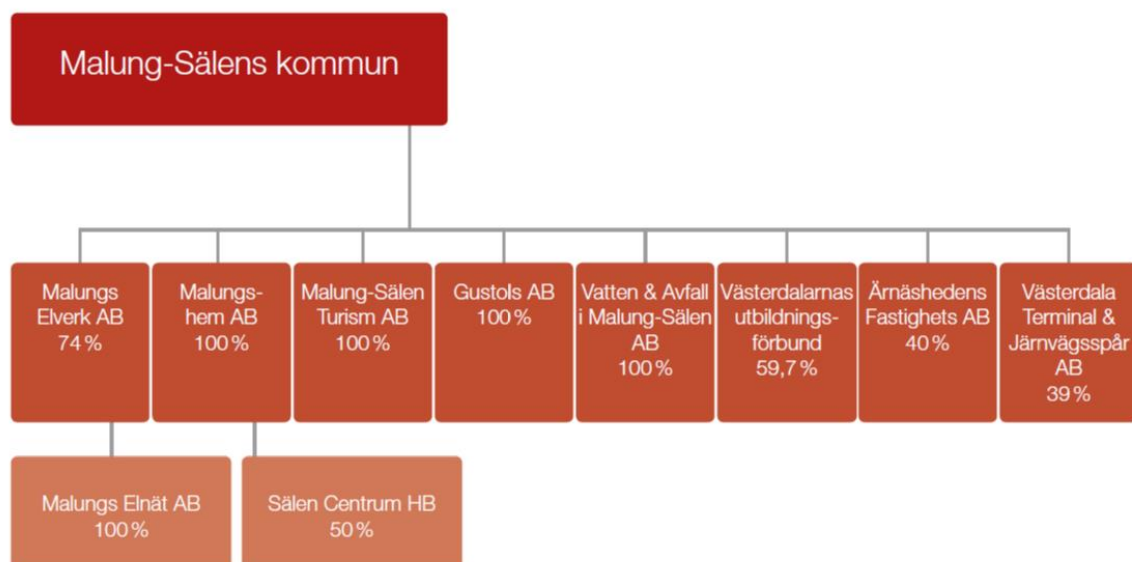 Malung-Sälens kommun
Malungs
Elverk AB
74 %
Malungs-
hem AB
100 %
Malung-Sälen
Turism AB
100 %
Gustols AB
100 %
Vatten & Avfall
i Malung-Sälen
AB
100 %
Västerdalarnas
utbildnings-
förbund
59,7 %
Ärnäshedens
Fastighets AB
40 %
Västerdala
Terminal &
Järnvägsspår
AB
39 %
Malungs Elnät AB
100 %
Sälen Centrum HB
50 %